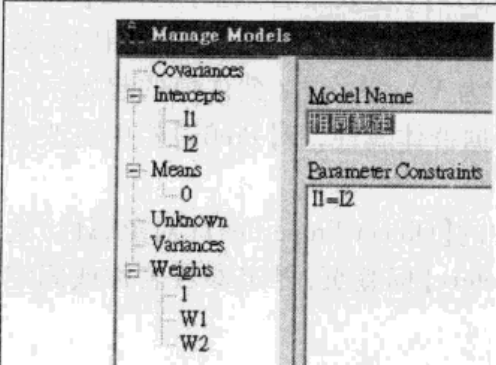 Manage Models
Covariances
Intercepts
I1
I2
Means
0
Unknown
Variances
Weights
1
W1
W2
Model Name
相同截距
Parameter Constraints
I1=I2